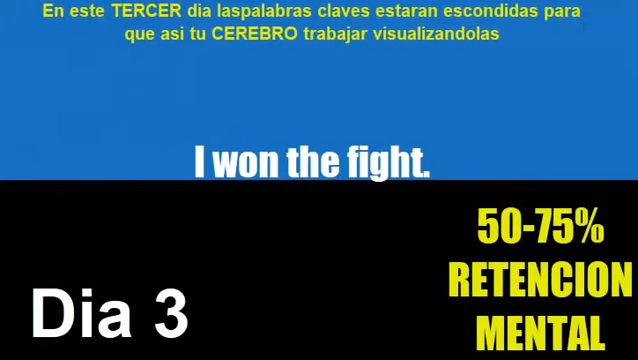 En este TERCER dia laspalabras claves estaran escondidas para
que asi tu CEREBRO trabajar visualizandolas
I won the fight.
50-75%
RETENCION
Dia 3
MENTAL